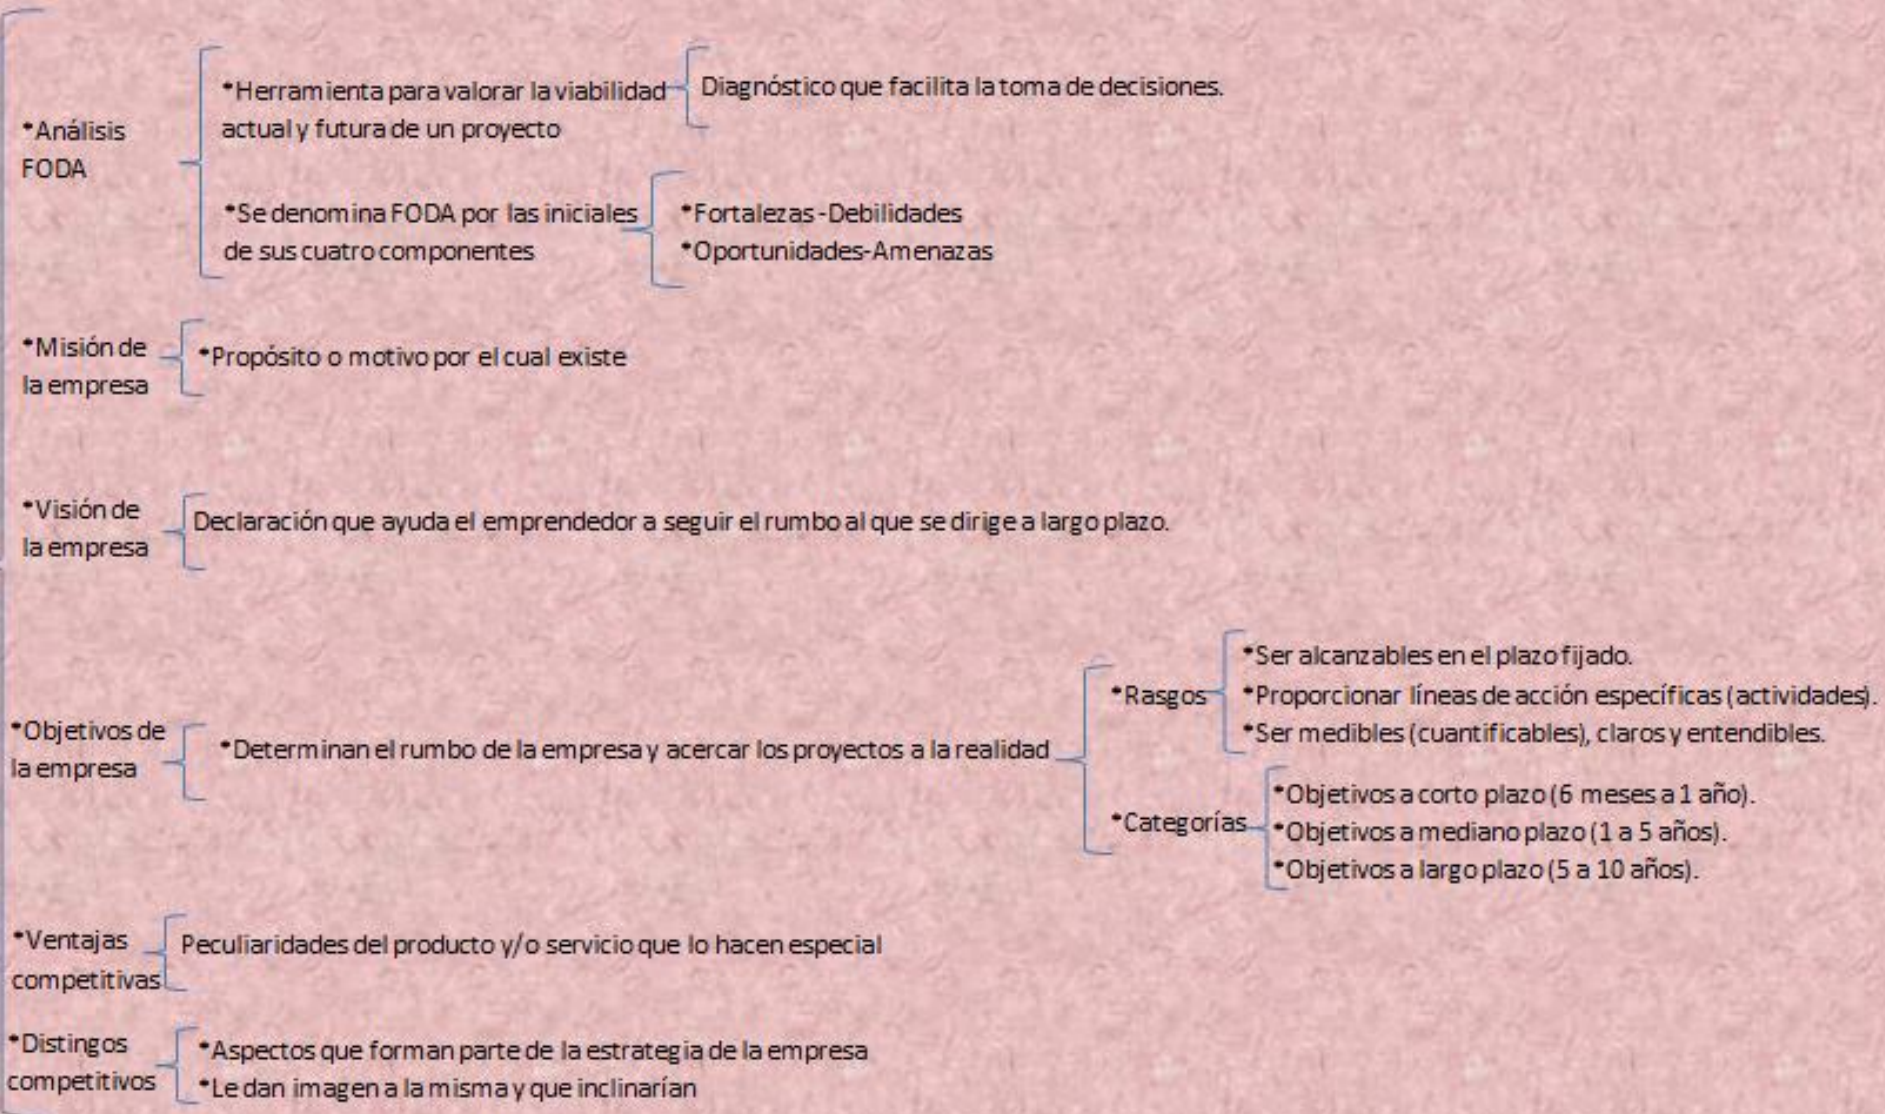 *Análisis
FODA
*Herramienta para valorar la viabilidad
actual y futura de un proyecto
Diagnóstico que facilita la toma de decisiones.
*Se denomina FODA por las iniciales
de sus cuatro componentes
*Fortalezas -Debilidades
*Oportunidades-Amenazas
*Misión de
la empresa
*Propósito o motivo por el cual existe
*Visión de
la empresa
Declaración que ayuda el emprendedor a seguir el rumbo al que se dirige a largo plazo.
*Objetivos de
la empresa
*Determinan el rumbo de la empresa y acercar los proyectos a la realidad
*Rasgos
*Ser alcanzables en el plazo fijado.
*Proporcionar líneas de acción específicas (actividades).
*Ser medibles (cuantificables), claros y entendibles.
*Categorías
*Objetivos a corto plazo (6 meses a 1 año).
*Objetivos a mediano plazo (1 a 5 años).
*Objetivos a largo plazo (5 a 10 años).
*Ventajas
competitivas
Peculiaridades del producto y/o servicio que lo hacen especial
*Distingos
competitivos
*Aspectos que forman parte de la estrategia de la empresa
*Le dan imagen a la misma y que inclinarían